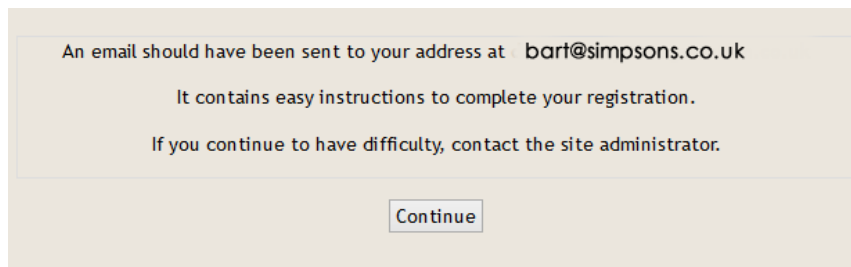 An email should have been sent to your address at bart@simpsons.co.uk
It contains easy instructions to complete your registration.
If you continue to have difficulty, contact the site administrator.
Continue